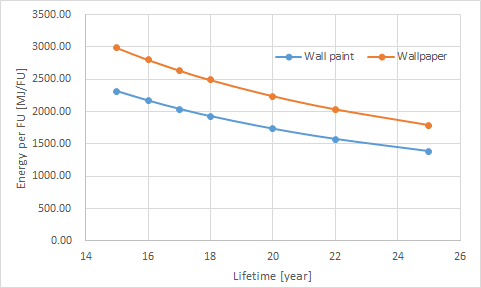 3500.00
3000.00
2500.00
2000.00
1500.00
1000.00
500.00
0.00
Energy per FU [MJ/FU]
Wall paint
Wallpaper
14 16 18 20 22 24 26
Lifetime [year]